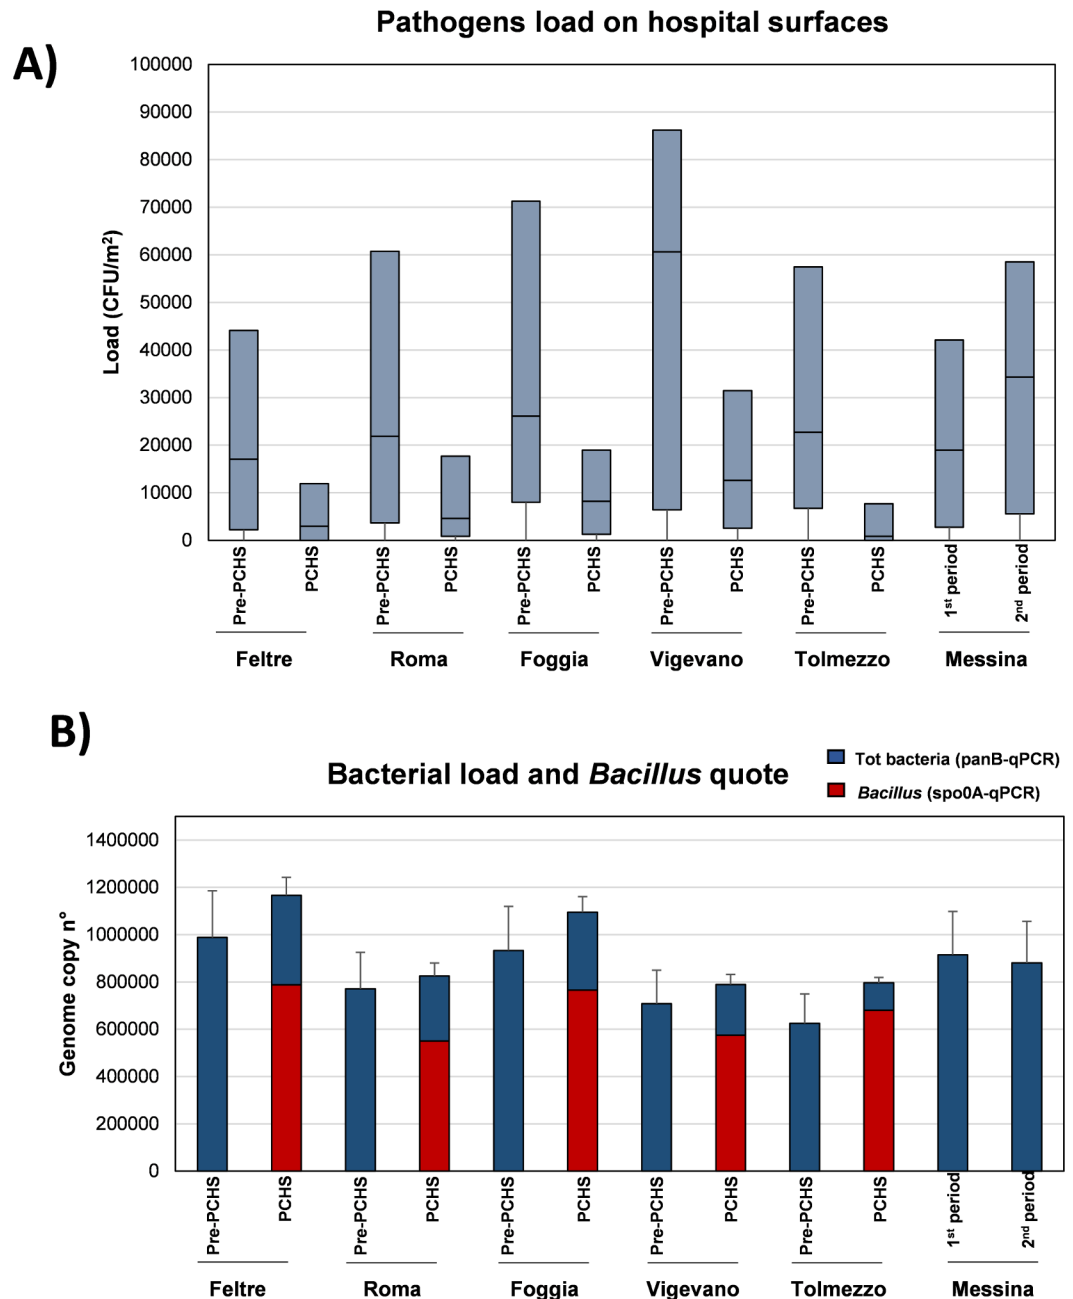 Pathogens load on hospital surfaces
A)
100000
90000
80000
70000
60000
50000
40000
30000
20000
10000
0
Load (CFU/m²)
Pre-PCHS
PCHS
Pre-PCHS
PCHS
Pre-PCHS
PCHS
Pre-PCHS
PCHS
Pre-PCHS
PCHS
1st period
2nd period
Feltre
Roma
Foggia
Vigevano
Tolmezzo
Messina
B)
Bacterial load and Bacillus quote
Tot bacteria (panB-qPCR)
Bacillus (spo0A-qPCR)
1400000
1200000
1000000
800000
600000
400000
200000
0
Genome copy n°
Pre-PCHS
PCHS
Pre-PCHS
PCHS
Pre-PCHS
PCHS
Pre-PCHS
PCHS
Pre-PCHS
PCHS
1st period
2nd period
Feltre
Roma
Foggia
Vigevano
Tolmezzo
Messina